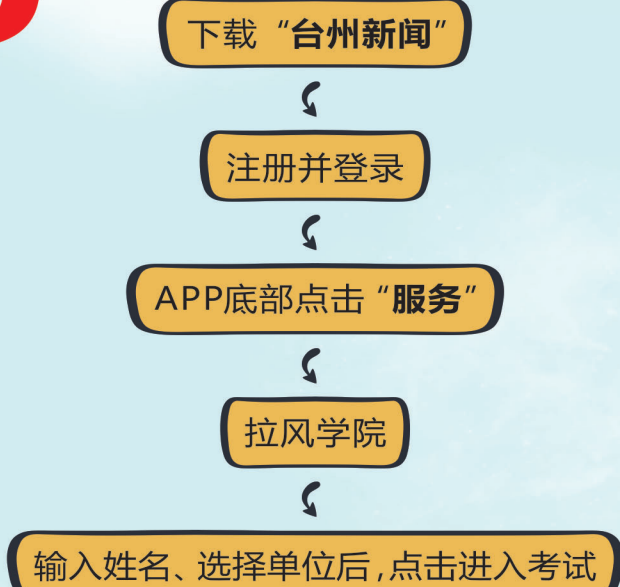 下载“台州新闻”
注册并登录
APP底部点击“服务”
拉风学院
输入姓名、选择单位后,点击进入考试